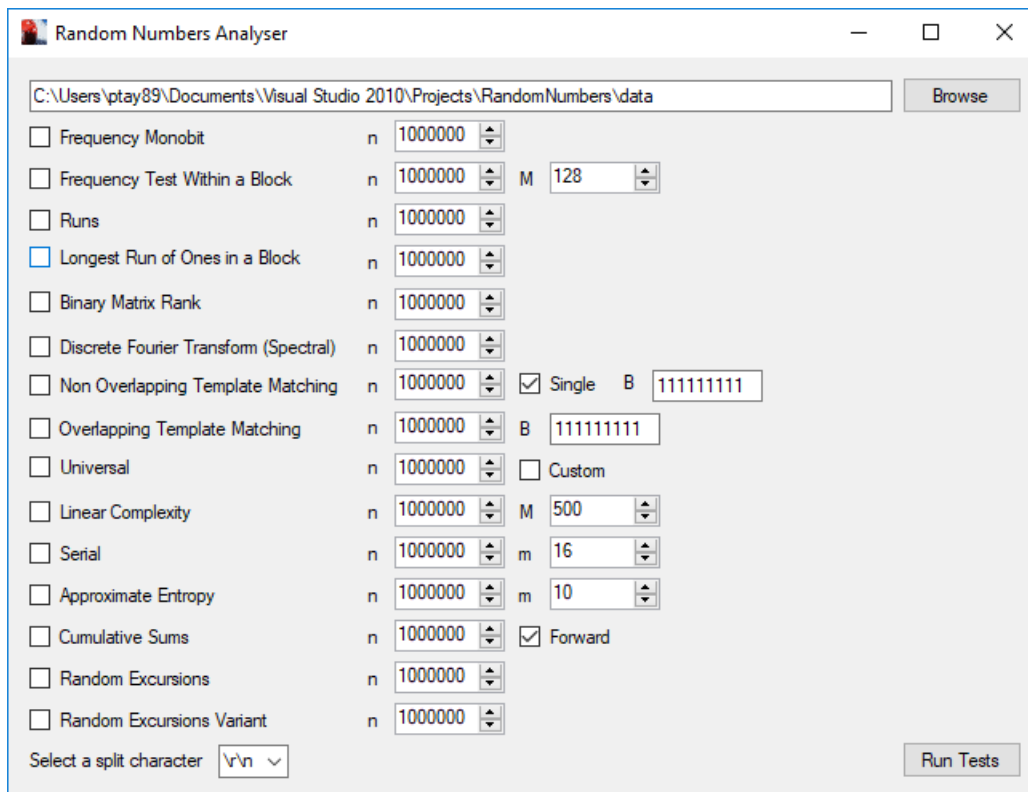 Random Numbers Analyser
C:\Users\ptay89\Documents\Visual Studio 2010\Projects\RandomNumbers\data Browse
Frequency Monobit n 1000000
Frequency Test Within a Block n 1000000 M 128
Runs n 1000000
Longest Run of Ones in a Block n 1000000
Binary Matrix Rank n 1000000
Discrete Fourier Transform (Spectral) n 1000000
Non Overlapping Template Matching n 1000000 Single B 111111111
Overlapping Template Matching n 1000000 B 111111111
Universal n 1000000 Custom
Linear Complexity n 1000000 M 500
Serial n 1000000 m 16
Approximate Entropy n 1000000 m 10
Cumulative Sums n 1000000 Forward
Random Excursions n 1000000
Random Excursions Variant n 1000000
Select a split character \r\n Run Tests